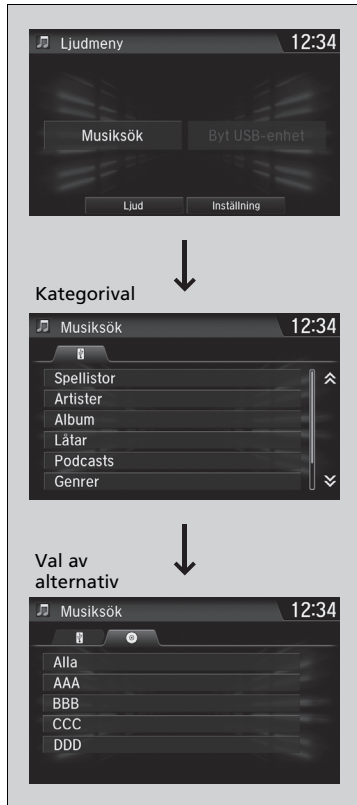 Ljudmeny 12:34
Musiksök Byt USB-enhet
Ljud Inställning
Kategorival
Musiksök 12:34
Spellistor
Artister
Album
Låtar
Podcasts
Genrer
Val av
alternativ
Musiksök 12:34
Alla
AAA
BBB
CCC
DDD